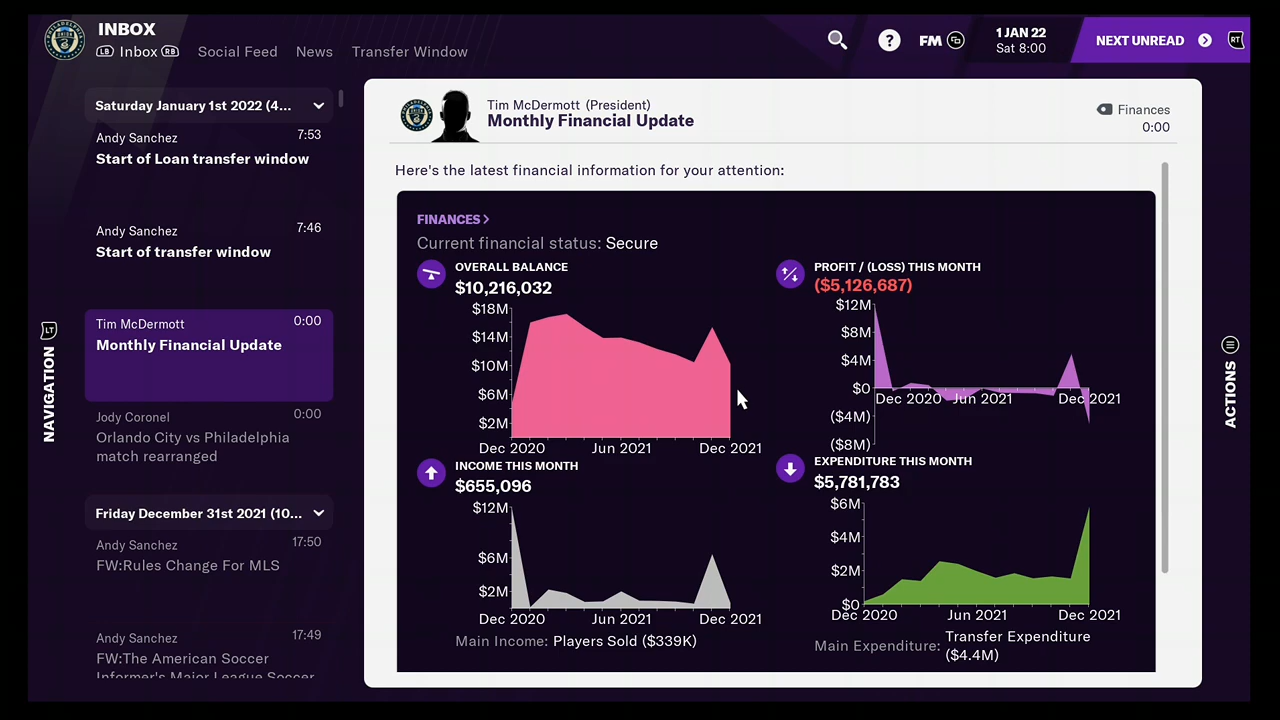 INBOX
LB Inbox RB Social Feed News Transfer Window
? FM
1 JAN 22
Sat 8:00
NEXT UNREAD RT
LT NAVIGATION
Saturday January 1st 2022 (4...
Andy Sanchez 7:53
Start of Loan transfer window
Andy Sanchez 7:46
Start of transfer window
Tim McDermott 0:00
Monthly Financial Update
Jody Coronel 0:00
Orlando City vs Philadelphia
match rearranged
Friday December 31st 2021 (10...
Andy Sanchez 17:50
FW:Rules Change For MLS
Andy Sanchez 17:49
FW:The American Soccer
Informer's Major League Soccer
Tim McDermott (President)
Monthly Financial Update
Finances
0:00
Here's the latest financial information for your attention:
FINANCES
Current financial status: Secure
OVERALL BALANCE
$10,216,032
$18M
$14M
$10M
$6M
$2M
Dec 2020 Jun 2021 Dec 2021
PROFIT / (LOSS) THIS MONTH
($5,126,687)
$12M
$8M
$4M
$0
($4M)
($8M)
Dec 2020 Jun 2021 Dec 2021
INCOME THIS MONTH
$655,096
$12M
$6M
$2M
Dec 2020 Jun 2021 Dec 2021
Main Income: Players Sold ($339K)
EXPENDITURE THIS MONTH
$5,781,783
$6M
$4M
$2M
$0
Dec 2020 Jun 2021 Dec 2021
Main Expenditure: Transfer Expenditure
($4.4M)
ACTIONS